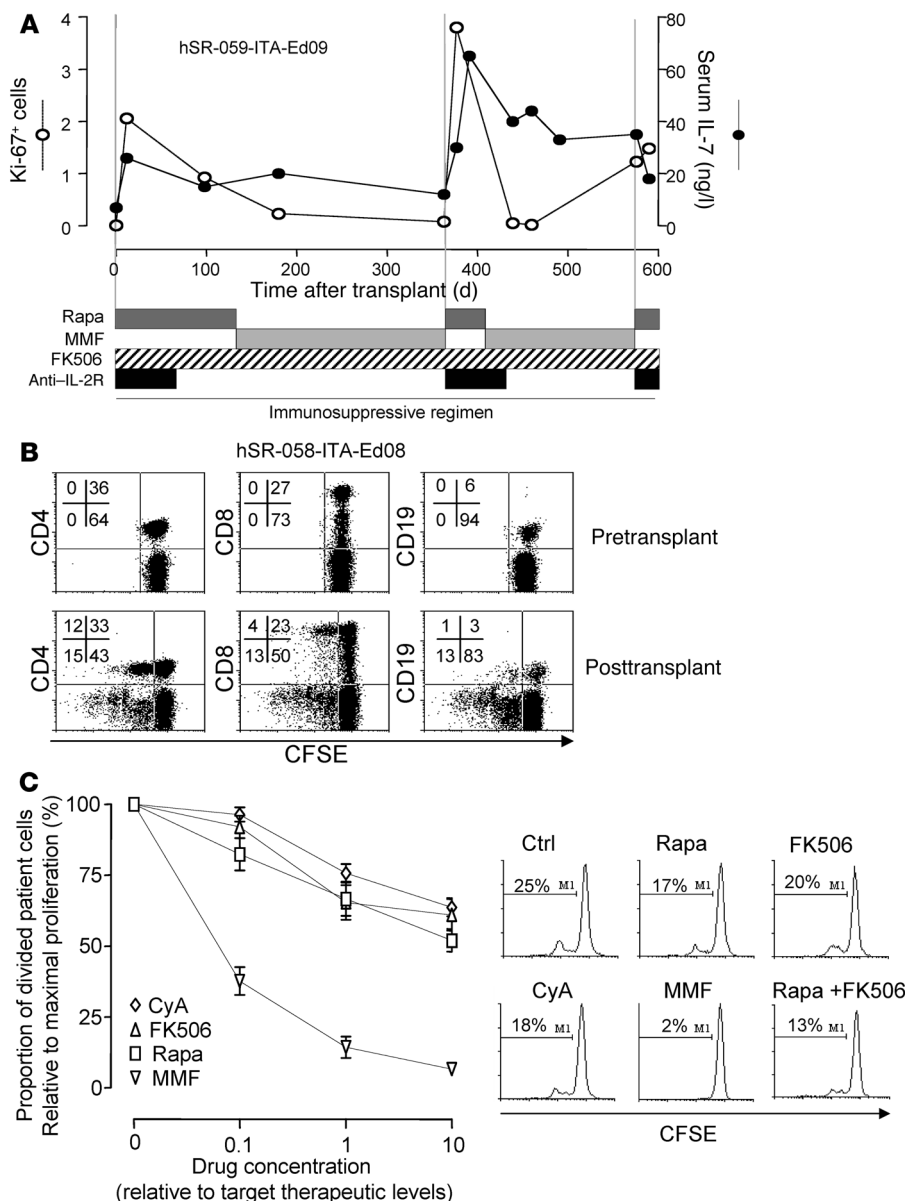 A
hSR-059-ITA-Ed09
Ki-67+ cells
4
3
2
1
0
Serum IL-7 (ng/l)
80
60
40
20
0
0 100 200 300 400 500 600
Time after transplant (d)
Rapa
MMF
FK506
Anti–IL-2R
Immunosuppressive regimen
B
hSR-058-ITA-Ed08
CD4
0 36
0 64
CD8
0 27
0 73
CD19
0 6
0 94
Pretransplant
CD4
12 33
15 43
CD8
4 23
13 50
CD19
1 3
13 83
Posttransplant
CFSE
C
Proportion of divided patient cells
Relative to maximal proliferation (%)
100
75
50
25
0
CyA
FK506
Rapa
MMF
0 0.1 1 10
Drug concentration
(relative to target therapeutic levels)
Ctrl
25% M1
Rapa
17% M1
FK506
20% M1
CyA
18% M1
MMF
2% M1
Rapa +FK506
13% M1
CFSE